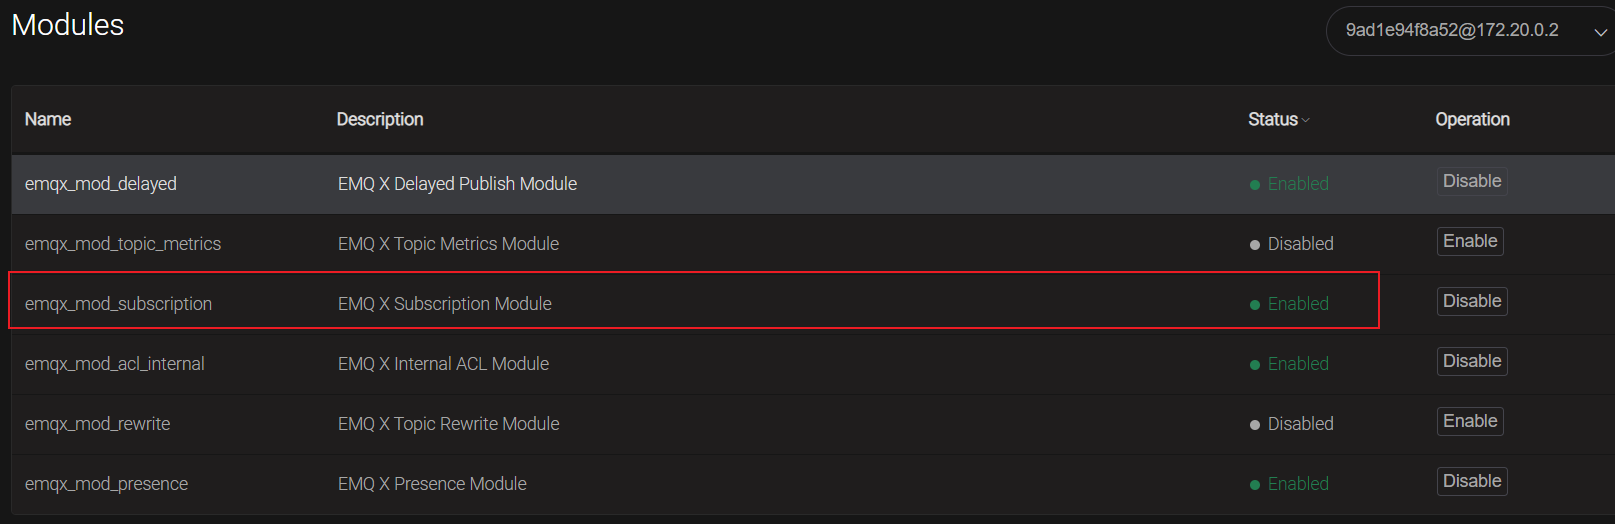 Modules
9ad1e94f8a52@172.20.0.2
Name Description Status Operation
emqx_mod_delayed EMQ X Delayed Publish Module Enabled Disable
emqx_mod_topic_metrics EMQ X Topic Metrics Module Disabled Enable
emqx_mod_subscription EMQ X Subscription Module Enabled Disable
emqx_mod_acl_internal EMQ X Internal ACL Module Enabled Disable
emqx_mod_rewrite EMQ X Topic Rewrite Module Disabled Enable
emqx_mod_presence EMQ X Presence Module Enabled Disable